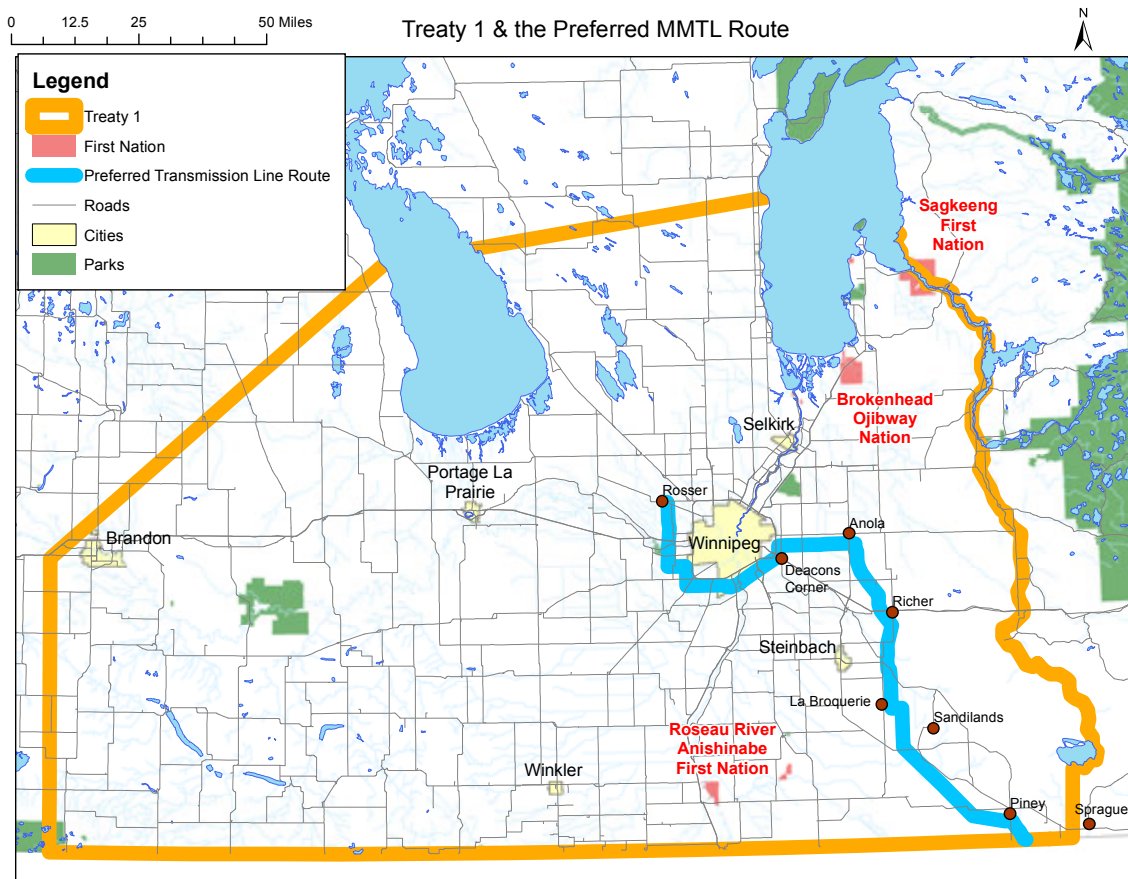 0 12.5 25 50 Miles
Treaty 1 & the Preferred MMTL Route
N
Legend
Treaty 1
First Nation
Preferred Transmission Line Route
Roads
Cities
Parks
Sagkeeng
First
Nation
Brokenhead
Ojibway
Nation
Selkirk
Portage La
Prairie
Rosser
Brandon
Winnipeg
Anola
Deacons
Corner
Richer
Steinbach
La Broquerie
Sandilands
Roseau River
Anishinabe
First Nation
Winkler
Piney
Sprague